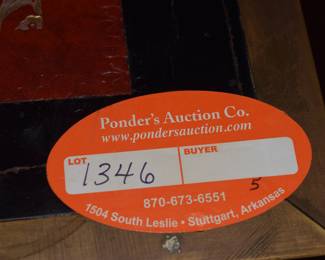 Ponder's Auction Co.
www.pondersauction.com
LOT BUYER
1346
870-673-6551
5
1504 South Leslie • Stuttgart, Arkansas